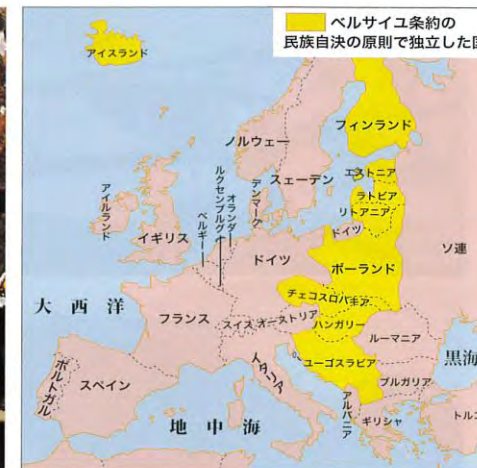 ベルサイユ条約の
民族自決の原則で独立した国
アイスランド
フィンランド
ノルウェー
スェーデン
エストニア
ラトビア
リトアニア
ドイツ
デンマーク
オランダ
ルクセンブルグ
ベルギー
アイルランド
イギリス
ドイツ
ポーランド
ソ連
大西洋
フランス
チェコスロバキア
スイス
オーストリア
ハンガリー
ルーマニア
黒海
ユーゴスラビア
ブルガリア
イタリア
スペイン
ポルトガル
アルバニア
ギリシャ
地中海